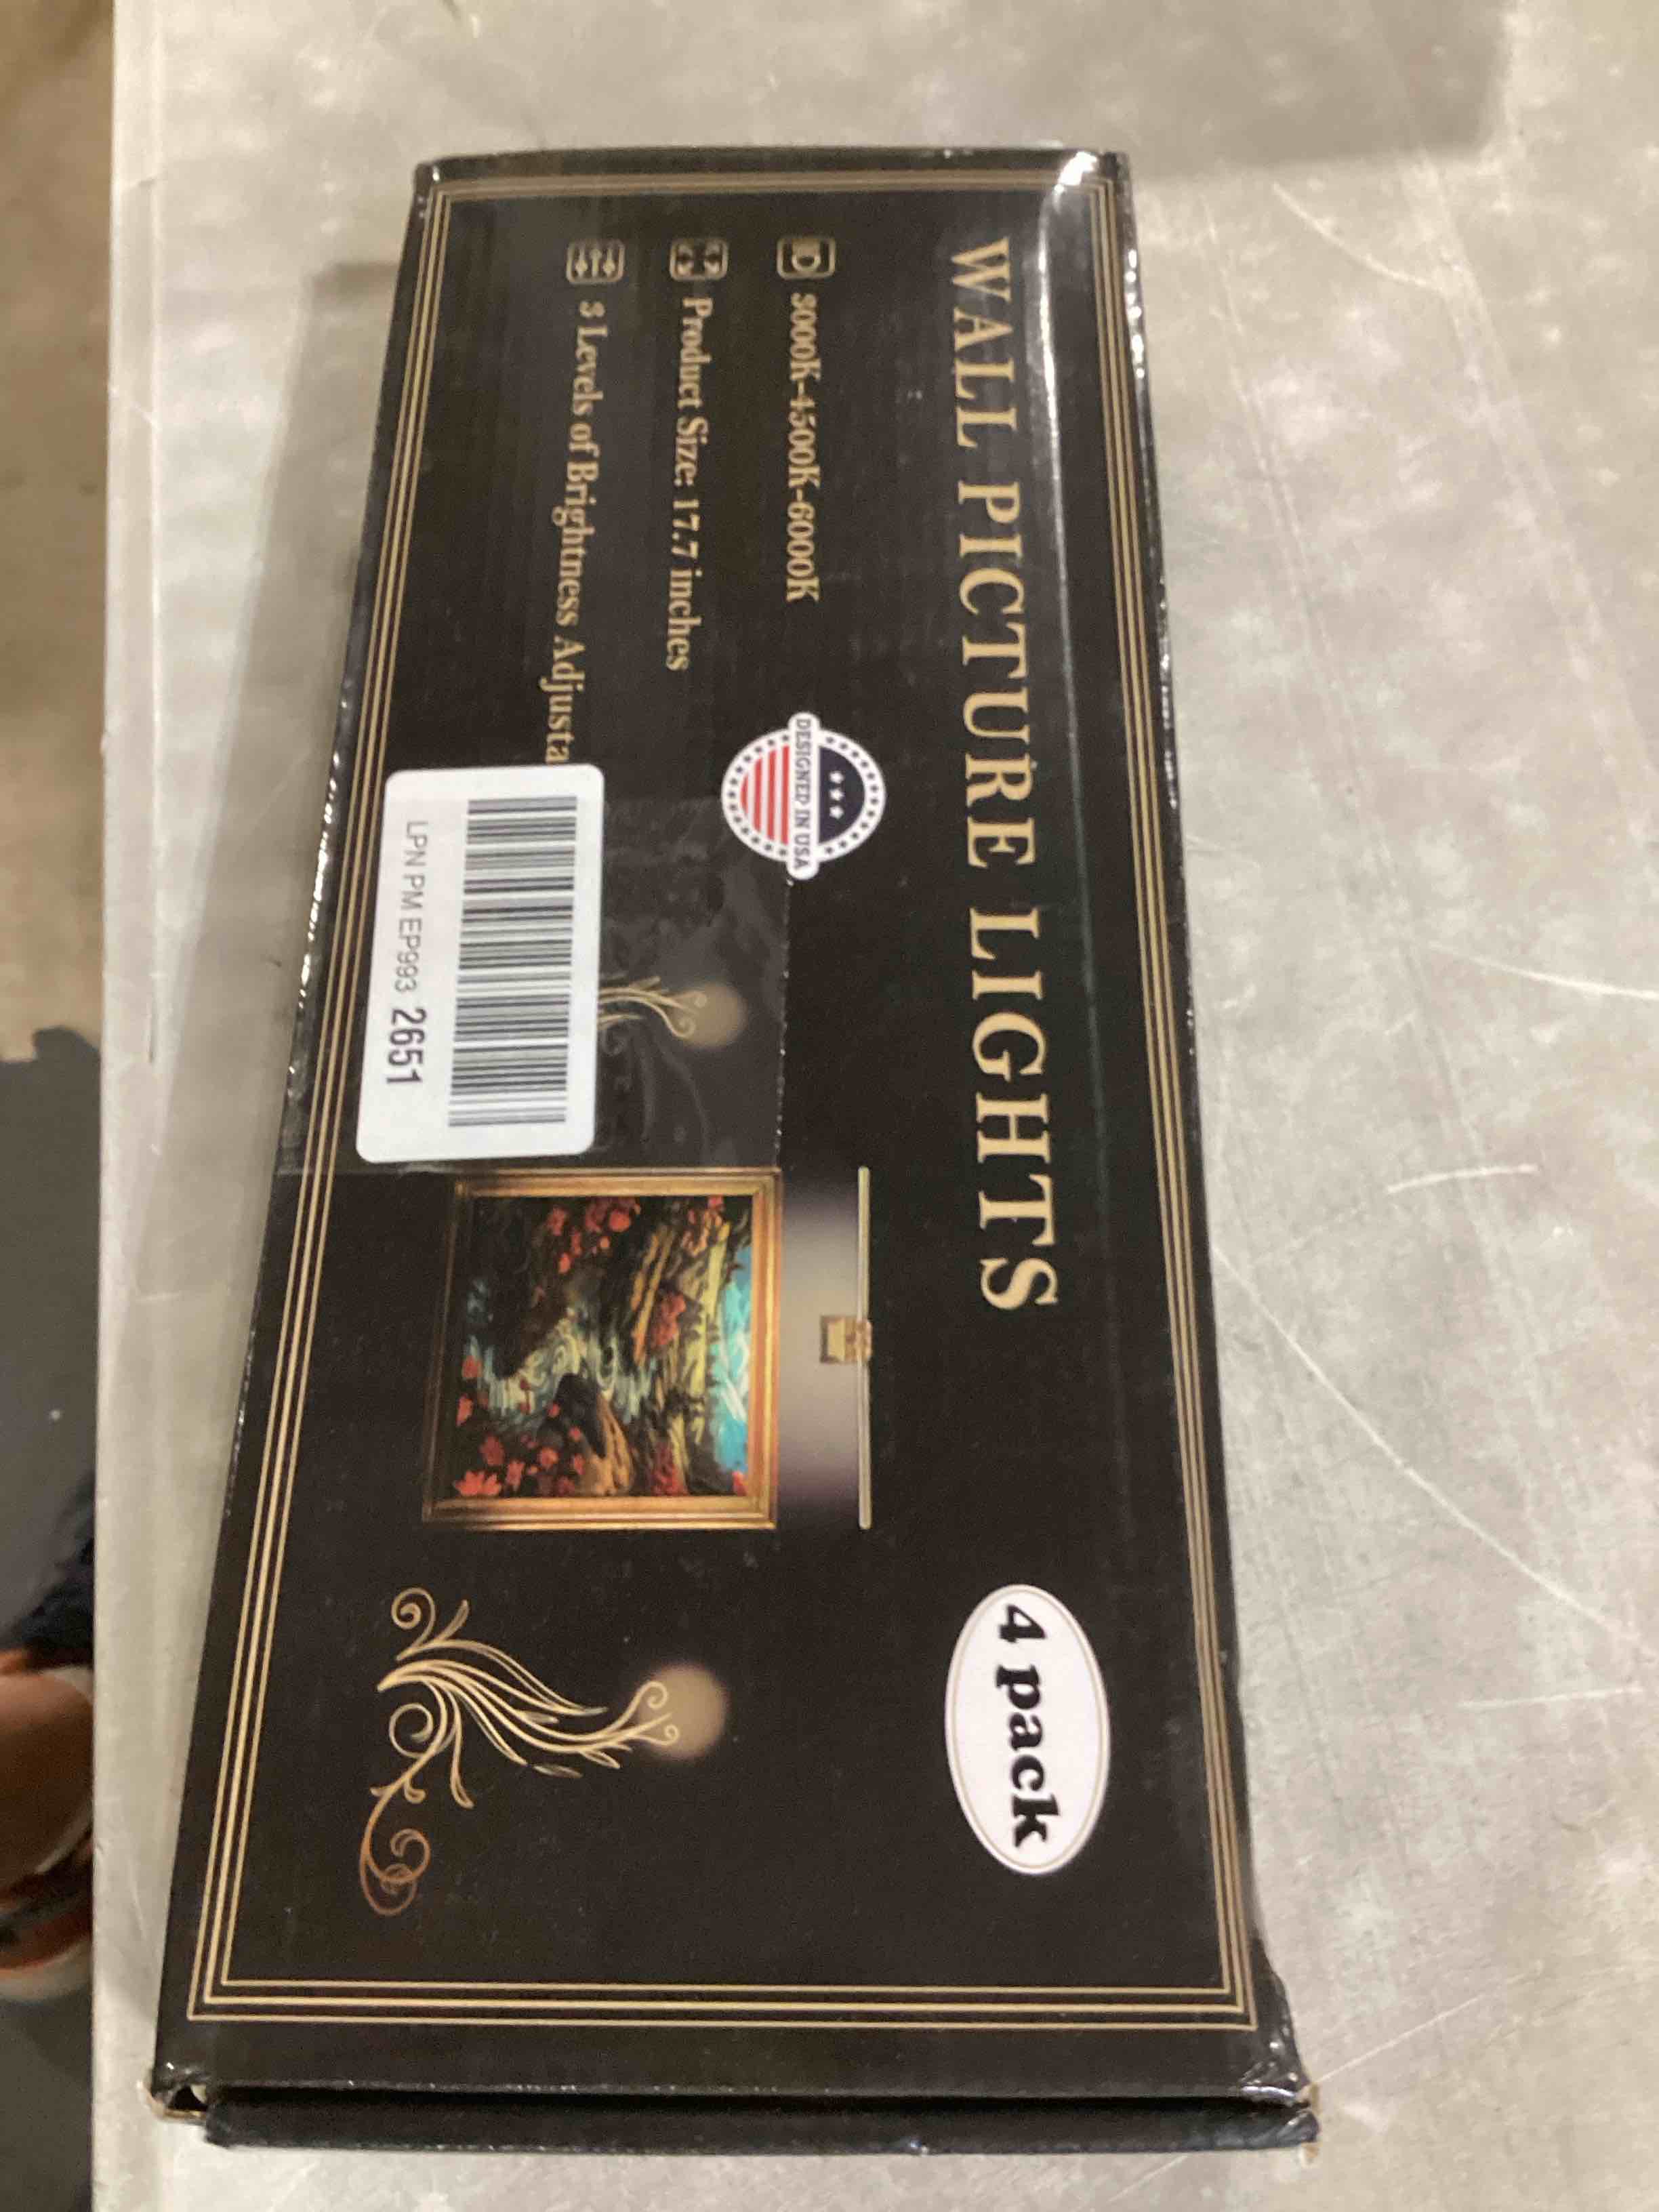 WALL PICTURE LIGHTS
4 pack
3000K-4500K-6000K
Product Size: 17.7 inches
3 Levels of Brightness Adjusta
DESIGNED IN USA
LPN PM EP993 2651